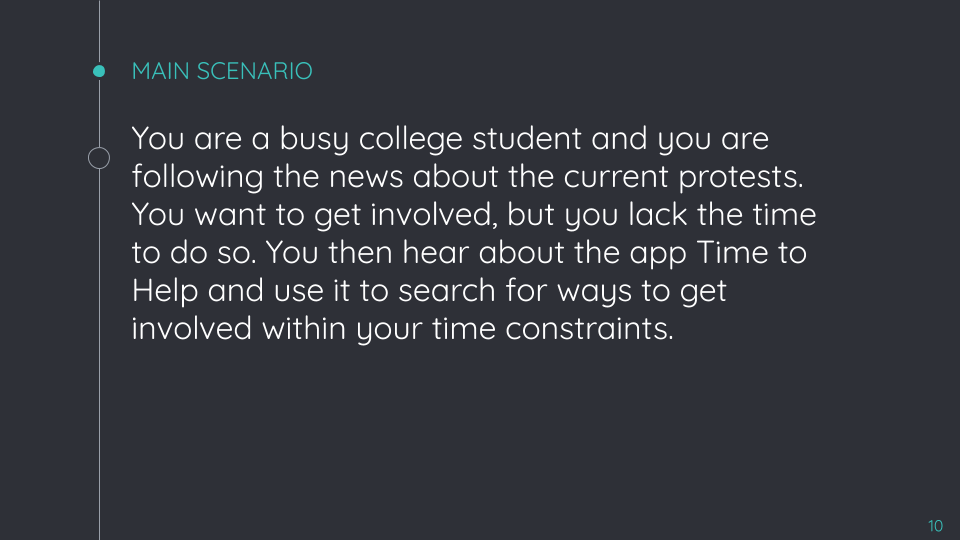 MAIN SCENARIO
You are a busy college student and you are
following the news about the current protests.
You want to get involved, but you lack the time
to do so. You then hear about the app Time to
Help and use it to search for ways to get
involved within your time constraints.
10